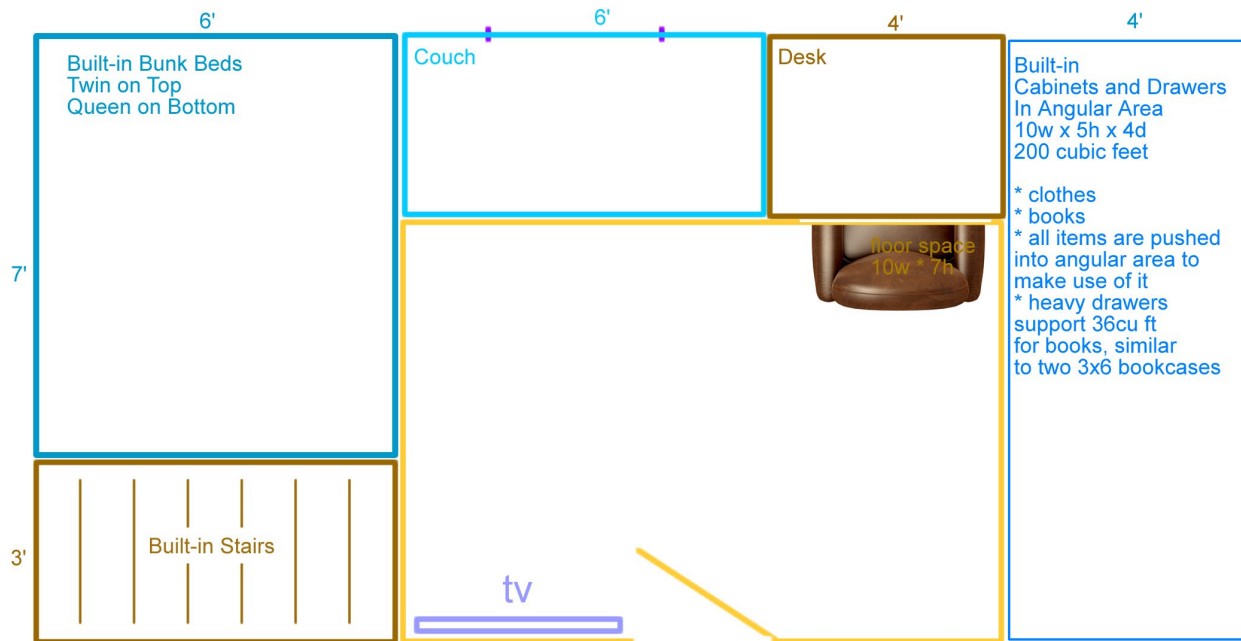 6'
6'
4'
4'
Built-in Bunk Beds
Twin on Top
Queen on Bottom
Couch
Desk
Built-in
Cabinets and Drawers
In Angular Area
10w x 5h x 4d
200 cubic feet
* clothes
* books
* all items are pushed
into angular area to
make use of it
* heavy drawers
support 36cu ft
for books, similar
to two 3x6 bookcases
floor space
10w * 7h
7'
3'
Built-in Stairs
tv